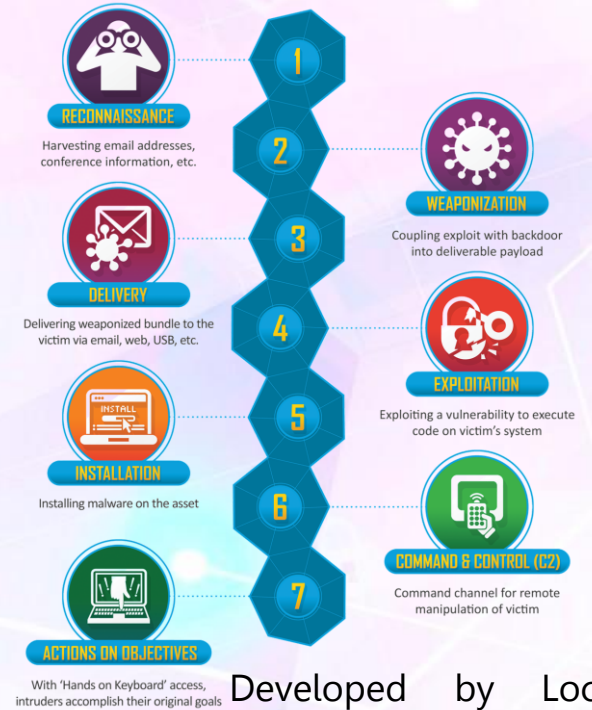 1
RECONNAISSANCE
Harvesting email addresses,
conference information, etc.
2
WEAPONIZATION
Coupling exploit with backdoor
into deliverable payload
3
DELIVERY
Delivering weaponized bundle to the
victim via email, web, USB, etc.
4
EXPLOITATION
Exploiting a vulnerability to execute
code on victim's system
5
INSTALL
INSTALLATION
Installing malware on the asset
6
COMMAND & CONTROL (C2)
Command channel for remote
manipulation of victim
7
ACTIONS ON OBJECTIVES
With 'Hands on Keyboard' access,
intruders accomplish their original goals
Developed by